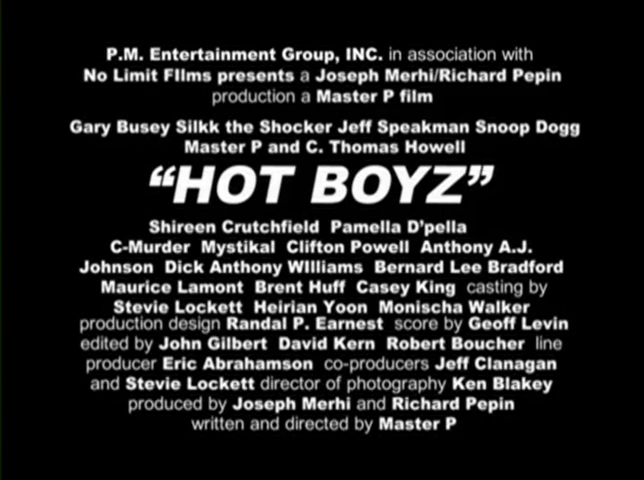 P.M. Entertainment Group, INC. in association with
No Limit FIlms presents a Joseph Merhi/Richard Pepin
production a Master P film
Gary Busey Silkk the Shocker Jeff Speakman Snoop Dogg
Master P and C. Thomas Howell
“HOT BOYZ”
Shireen Crutchfield Pamella D'pella
C-Murder Mystikal Clifton Powell Anthony A.J.
Johnson Dick Anthony WIlliams Bernard Lee Bradford
Maurice Lamont Brent Huff Casey King casting by
Stevie Lockett Heirian Yoon Monischa Walker
production design Randal P. Earnest score by Geoff Levin
edited by John Gilbert David Kern Robert Boucher line
producer Eric Abrahamson co-producers Jeff Clanagan
and Stevie Lockett director of photography Ken Blakey
produced by Joseph Merhi and Richard Pepin
written and directed by Master P